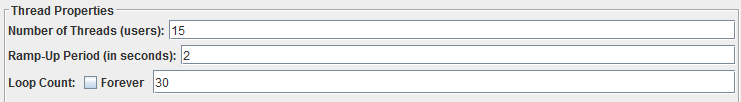 Thread Properties
Number of Threads (users): 15
Ramp-Up Period (in seconds): 2
Loop Count: Forever 30